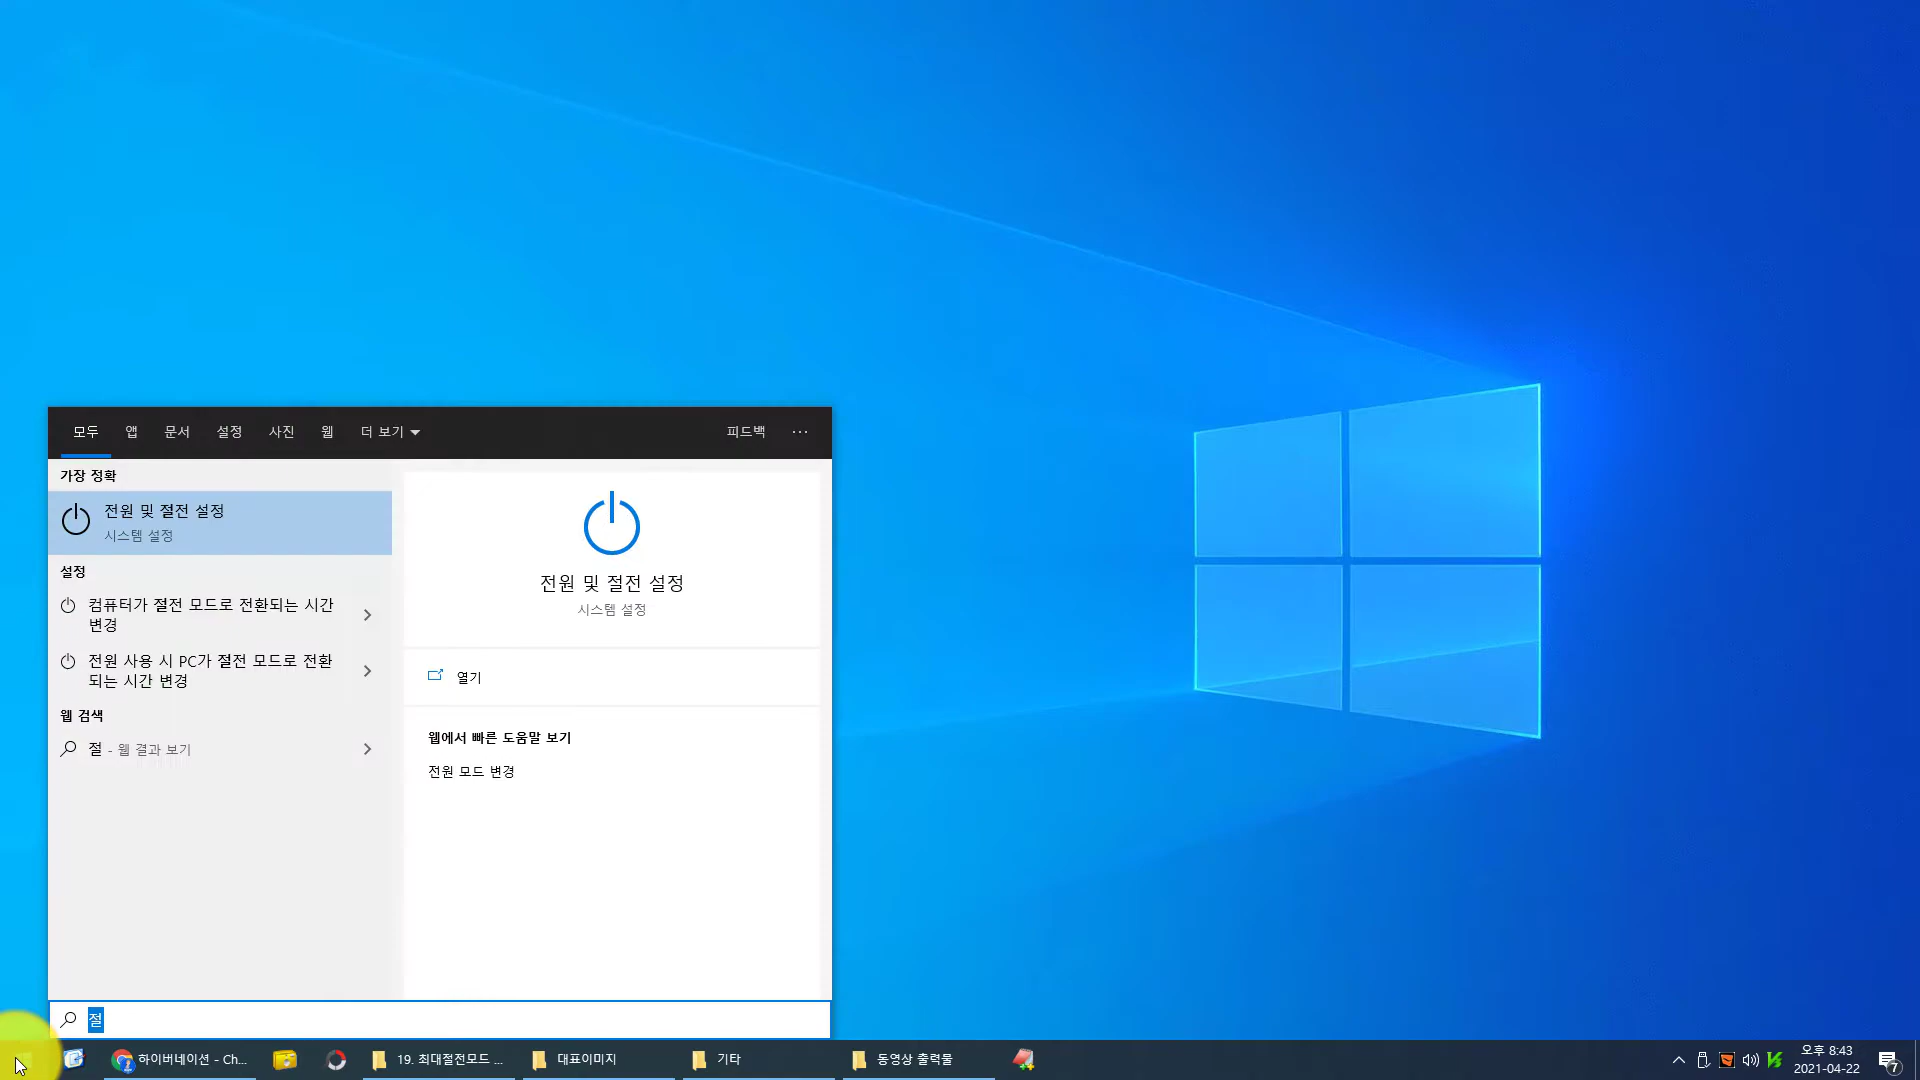 모두 앱 문서 설정 사진 웹 더 보기 피드백 ···
가장 정확
전원 및 절전 설정
시스템 설정
설정
컴퓨터가 절전 모드로 전환되는 시간
변경
전원 사용 시 PC가 절전 모드로 전환
되는 시간 변경
웹 검색
절 - 웹 결과 보기
전원 및 절전 설정
시스템 설정
열기
웹에서 빠른 도움말 보기
전원 모드 변경
절
하이버네이션 - Ch... 19. 최대절전모드 ... 대표이미지 기타 동영상 출력물
오후 8:43
2021-04-22
7